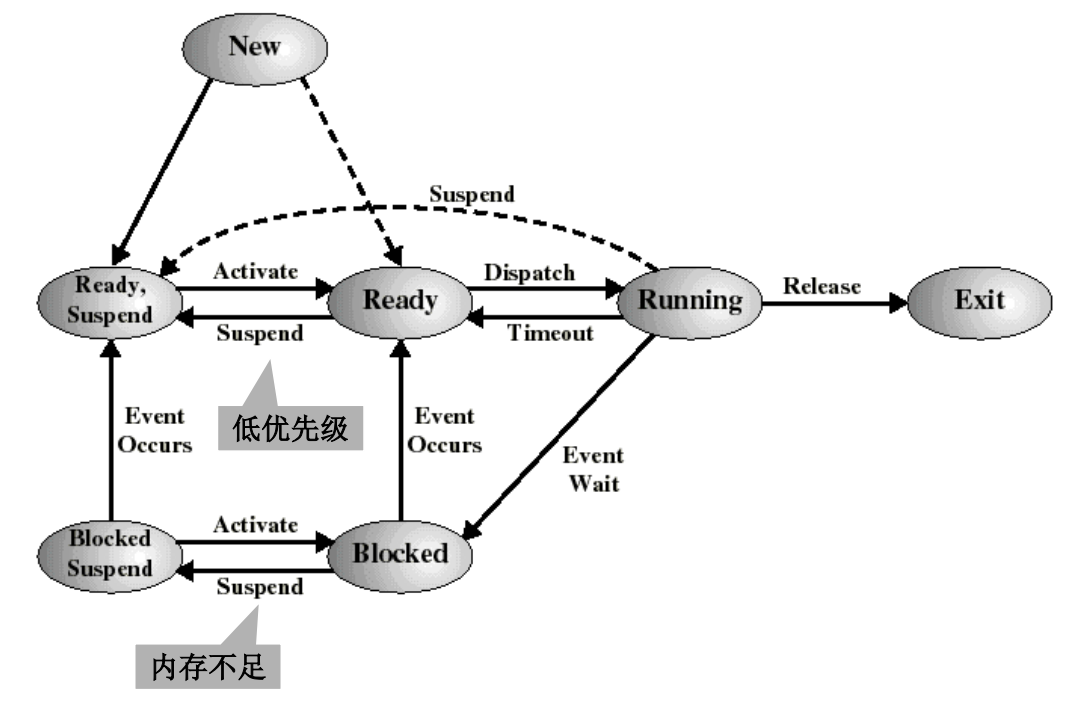 New
Suspend
Ready,
Suspend
Activate
Suspend
Ready
Dispatch
Timeout
Running
Release
Exit
低优先级
Event
Occurs
Event
Occurs
Event
Wait
Blocked
Suspend
Activate
Suspend
Blocked
内存不足